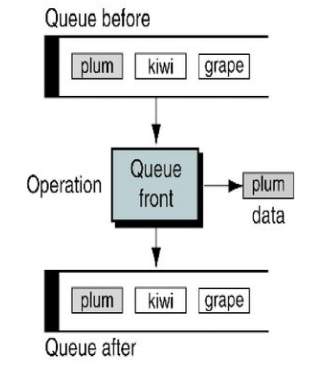 Queue before
plum kiwi grape
Operation
Queue
front
plum
data
plum kiwi grape
Queue after